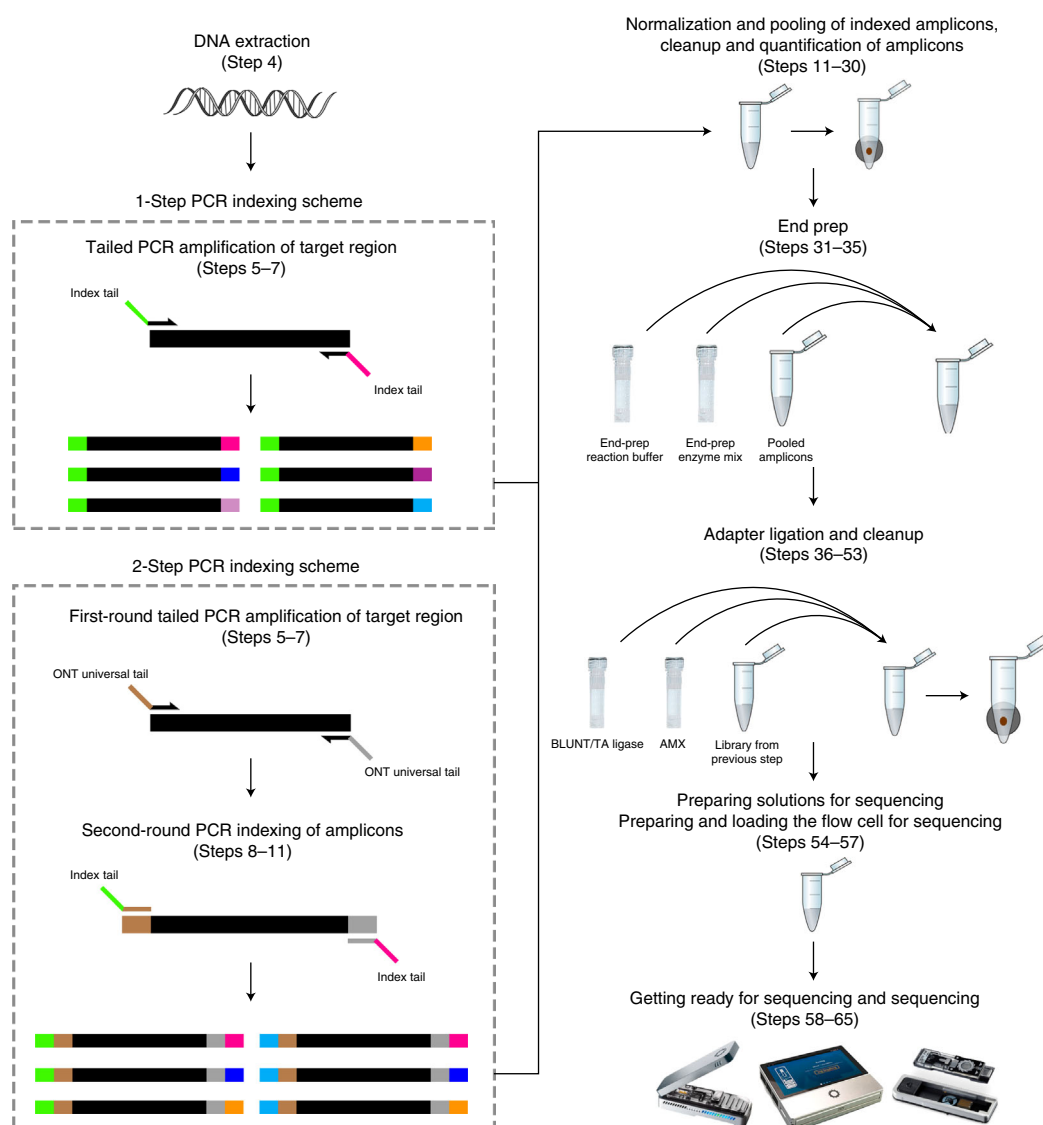 DNA extraction
(Step 4)
1-Step PCR indexing scheme
Tailed PCR amplification of target region
(Steps 5–7)
Index tail
Index tail
2-Step PCR indexing scheme
First-round tailed PCR amplification of target region
(Steps 5–7)
ONT universal tail
ONT universal tail
Second-round PCR indexing of amplicons
(Steps 8–11)
Index tail
Index tail
Normalization and pooling of indexed amplicons,
cleanup and quantification of amplicons
(Steps 11–30)
End prep
(Steps 31–35)
End-prep
reaction buffer
End-prep
enzyme mix
Pooled
amplicons
Adapter ligation and cleanup
(Steps 36–53)
BLUNT/TA ligase
AMX
Library from
previous step
Preparing solutions for sequencing
Preparing and loading the flow cell for sequencing
(Steps 54–57)
Getting ready for sequencing and sequencing
(Steps 58–65)